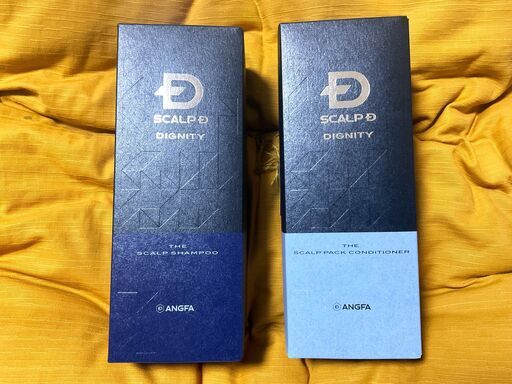 SCALP D
DIGNITY
THE
SCALP SHAMPOO
ANGFA
SCALP D
DIGNITY
THE
SCALP PACK CONDITIONER
ANGFA